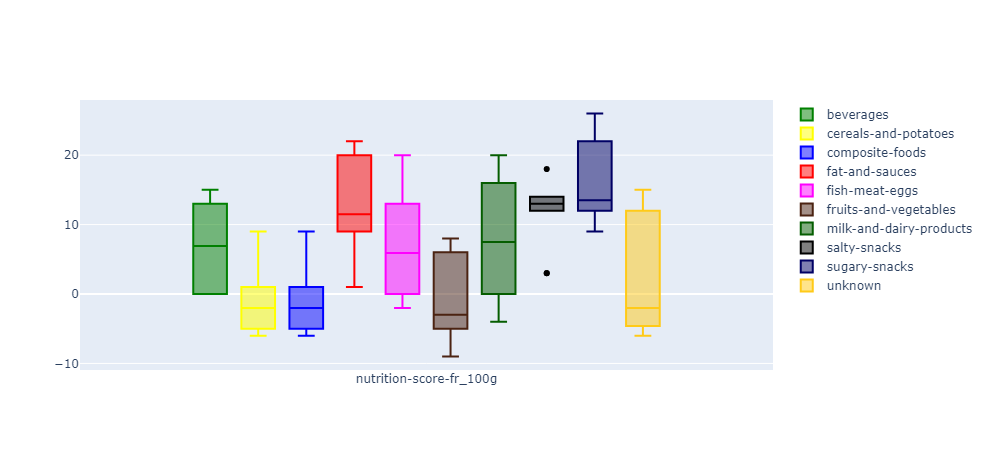 20
10
0
−10
nutrition-score-fr_100g
beverages
cereals-and-potatoes
composite-foods
fat-and-sauces
fish-meat-eggs
fruits-and-vegetables
milk-and-dairy-products
salty-snacks
sugary-snacks
unknown